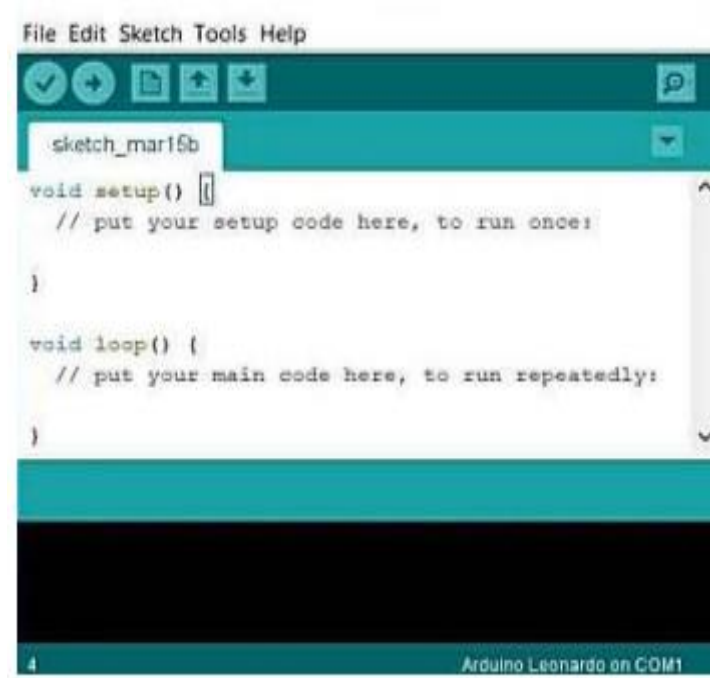 File Edit Sketch Tools Help
sketch_mar15b
void setup() {
  // put your setup code here, to run once:
}
void loop() {
  // put your main code here, to run repeatedly:
}
4
Arduino Leonardo on COM1